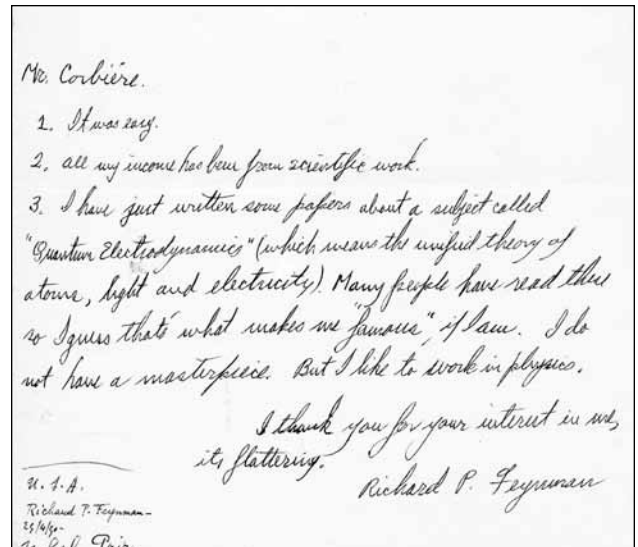 Mr. Corbiére.
1. It was easy.
2. all my income has been from scientific work.
3. I have just written some papers about a subject called
"Quantum Electrodynamics" (which means the unified theory of
atoms, light and electricity). Many people have read these
so I guess that's what makes me "famous", if I am. I do
not have a masterpiece. But I like to work in physics.
I thank you for your interest in me,
its flattering.
Richard P. Feynman
U.S.A.
Richard P. Feynman-